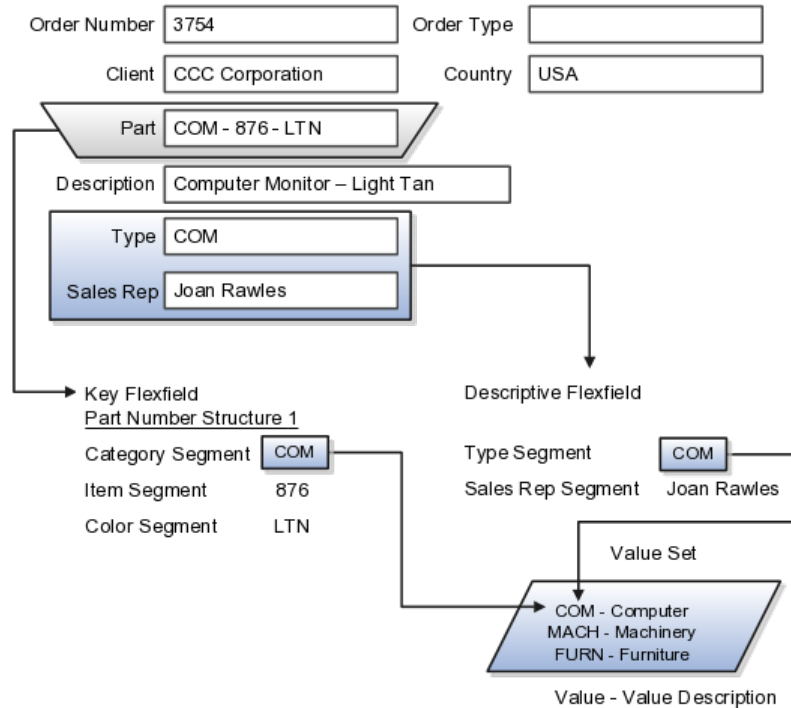 Order Number 3754 Order Type
Client CCC Corporation Country USA
Part COM - 876 - LTN
Description Computer Monitor – Light Tan
Type COM
Sales Rep Joan Rawles
Key Flexfield
Part Number Structure 1
Category Segment COM
Item Segment 876
Color Segment LTN
Descriptive Flexfield
Type Segment COM
Sales Rep Segment Joan Rawles
Value Set
COM - Computer
MACH - Machinery
FURN - Furniture
Value - Value Description